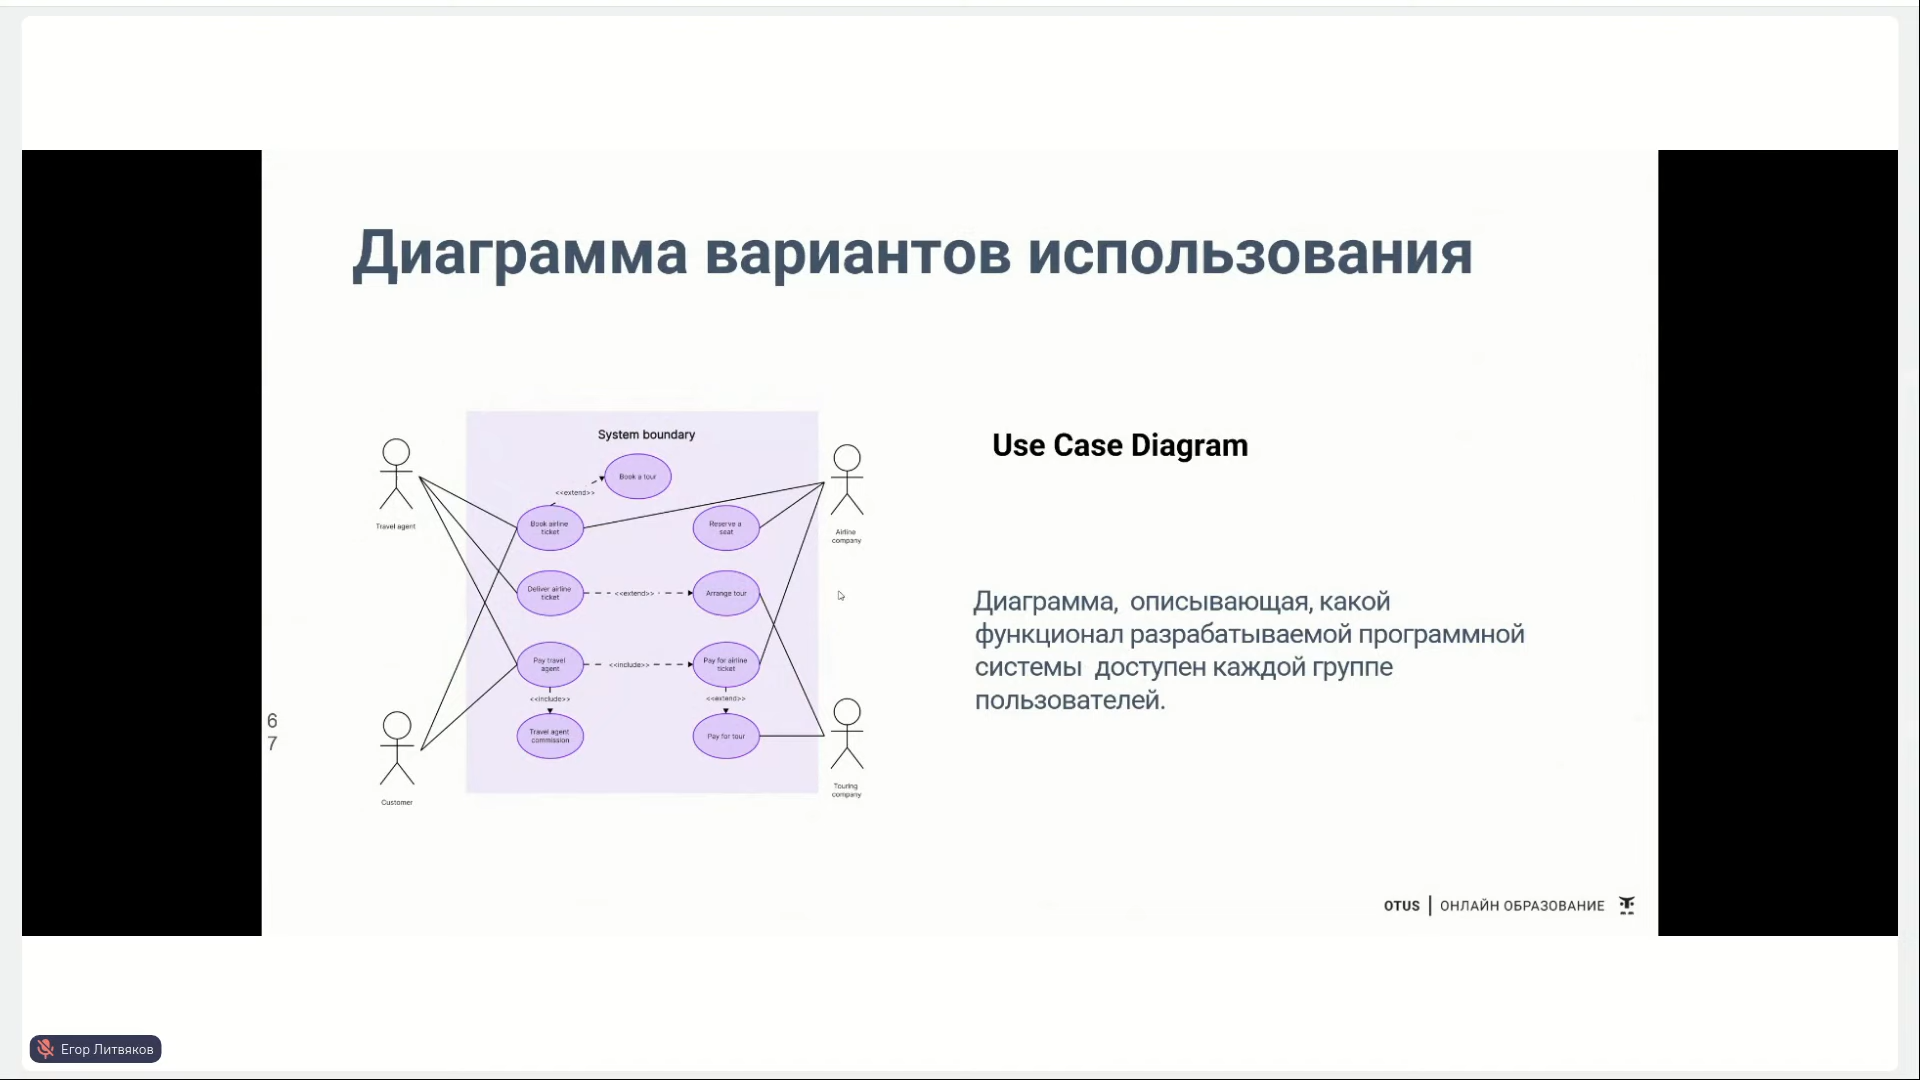 Диаграмма вариантов использования
System boundary
Book a tour
<<extend>>
Travel agent
Book airline
ticket
Reserve a
seat
Airline
company
Deliver airline
ticket
<<extend>>
Arrange tour
Pay travel
agent
<<include>>
Pay for airline
ticket
<<include>>
<<extend>>
Travel agent
commission
Pay for tour
Customer
Touring
company
Use Case Diagram
Диаграмма, описывающая, какой
функционал разрабатываемой программной
системы доступен каждой группе
пользователей.
6
7
OTUS | ОНЛАЙН ОБРАЗОВАНИЕ
Егор Литвяков